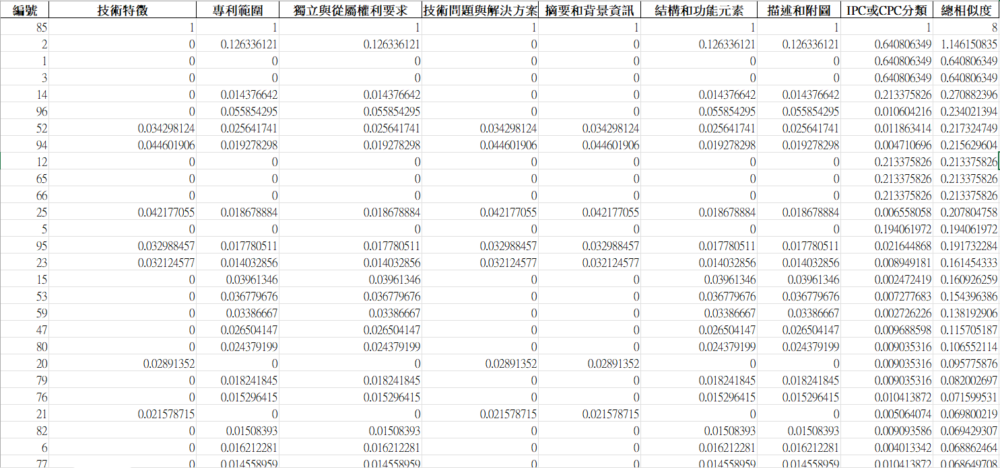 編號 技術特徵 專利範圍 獨立與從屬權利要求 技術問題與解決方案 摘要和背景資訊 結構和功能元素 描述和附圖 IPC或CPC分類 總相似度
85 1 1 1 1 1 1 1 1 8
2 0 0.126336121 0.126336121 0 0 0.126336121 0.126336121 0.640806349 1.146150835
1 0 0 0 0 0 0 0 0.640806349 0.640806349
3 0 0 0 0 0 0 0 0.640806349 0.640806349
14 0 0.014376642 0.014376642 0 0 0.014376642 0.014376642 0.213375826 0.270882396
96 0 0.055854295 0.055854295 0 0 0.055854295 0.055854295 0.010604216 0.234021394
52 0.034298124 0.025641741 0.025641741 0.034298124 0.034298124 0.025641741 0.025641741 0.011863414 0.217324749
94 0.044601906 0.019278298 0.019278298 0.044601906 0.044601906 0.019278298 0.019278298 0.004710696 0.215629604
12 0 0 0 0 0 0 0 0.213375826 0.213375826
65 0 0 0 0 0 0 0 0.213375826 0.213375826
66 0 0 0 0 0 0 0 0.213375826 0.213375826
25 0.042177055 0.018678884 0.018678884 0.042177055 0.042177055 0.018678884 0.018678884 0.006558058 0.207804758
5 0 0 0 0 0 0 0 0.194061972 0.194061972
95 0.032988457 0.017780511 0.017780511 0.032988457 0.032988457 0.017780511 0.017780511 0.021644868 0.191732284
23 0.032124577 0.014032856 0.014032856 0.032124577 0.032124577 0.014032856 0.014032856 0.008949181 0.161454333
15 0 0.03961346 0.03961346 0 0 0.03961346 0.03961346 0.002472419 0.160926259
53 0 0.036779676 0.036779676 0 0 0.036779676 0.036779676 0.007277683 0.154396386
59 0 0.03386667 0.03386667 0 0 0.03386667 0.03386667 0.002726226 0.138192906
47 0 0.026504147 0.026504147 0 0 0.026504147 0.026504147 0.009688598 0.115705187
80 0 0.024379199 0.024379199 0 0 0.024379199 0.024379199 0.009035316 0.106552114
20 0.02891352 0 0 0.02891352 0.02891352 0 0 0.009035316 0.095775876
79 0 0.018241845 0.018241845 0 0 0.018241845 0.018241845 0.009035316 0.082002697
76 0 0.015296415 0.015296415 0 0 0.015296415 0.015296415 0.010413872 0.071599531
21 0.021578715 0 0 0.021578715 0.021578715 0 0 0.005064074 0.069800219
82 0 0.01508393 0.01508393 0 0 0.01508393 0.01508393 0.009093586 0.069429307
6 0 0.016212281 0.016212281 0 0 0.016212281 0.016212281 0.004013342 0.068862464
77 0 0.014558959 0.014558959 0 0 0.014558959 0.014558959 0.010413872 0.068649708